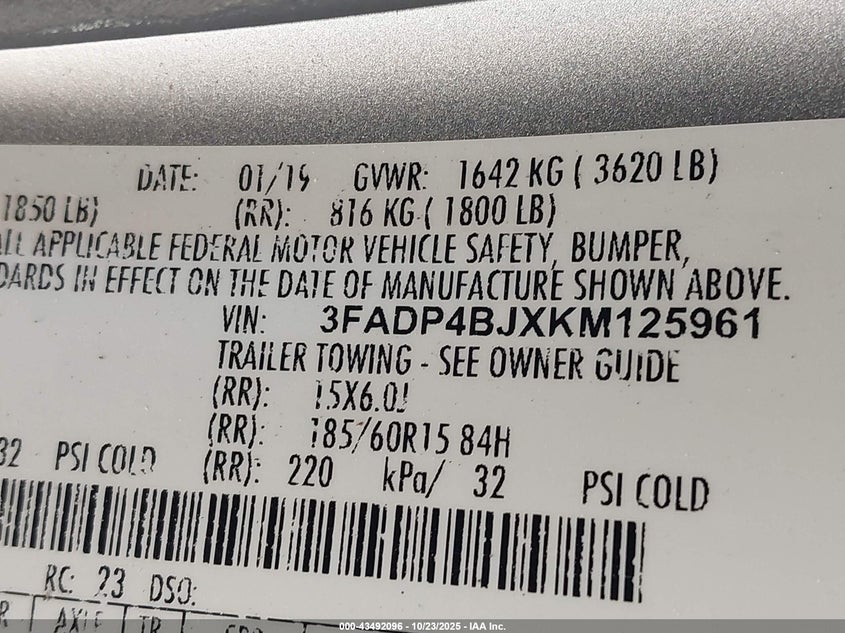 DATE: 01/19 GVWR: 1642 KG ( 3620 LB)
1850 LB) (RR): 816 KG ( 1800 LB)
ALL APPLICABLE FEDERAL MOTOR VEHICLE SAFETY, BUMPER,
DARDS IN EFFECT ON THE DATE OF MANUFACTURE SHOWN ABOVE.
VIN: 3FADP4BJXKM125961
TRAILER TOWING - SEE OWNER GUIDE
(RR): 15X6.0J
(RR): 185/60R15 84H
32 PSI COLD (RR): 220 kPa/ 32 PSI COLD
RC: 23 DSO:
R AXLE TR
000-43492096 - 10/23/2025 - IAA Inc.